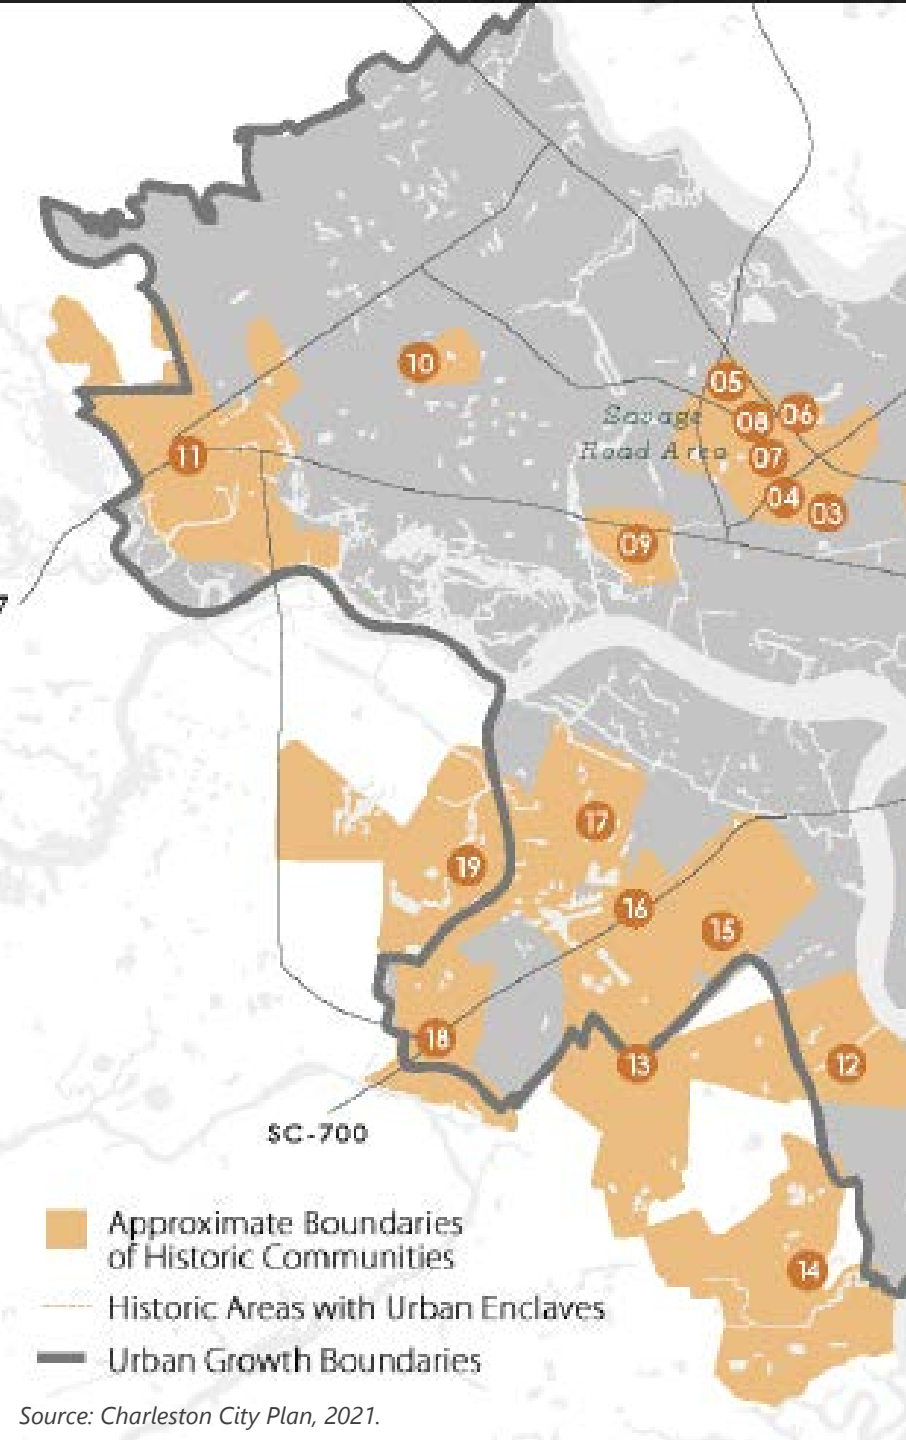 10
05
08
06
Savage
Road Area
11
07
04
03
09
7
17
19
16
15
18
13
12
SC-700
14
Approximate Boundaries
of Historic Communities
Historic Areas with Urban Enclaves
Urban Growth Boundaries
Source: Charleston City Plan, 2021.